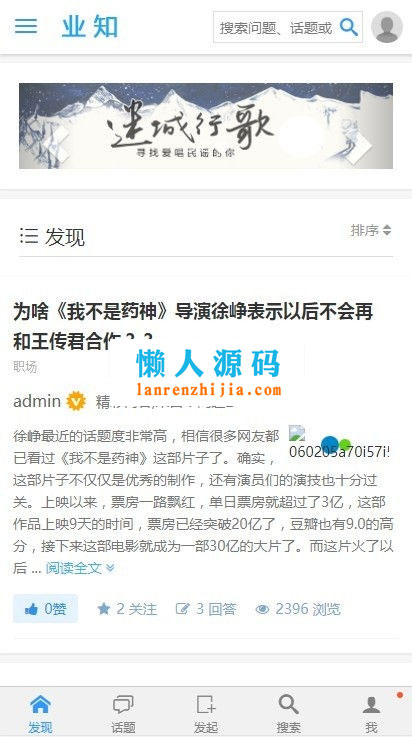 业知
搜索问题、话题或
迷城行歌
寻找爱唱民谣的你
发现
排序
为啥《我不是药神》导演徐峥表示以后不会再
和王传君合作??
职场
懒人源码
lanrenzhijia.com
admin
徐峥最近的话题度非常高，相信很多网友都
060205a70i57i5
已看过《我不是药神》这部片子了。确实，
这部片子不仅仅是优秀的制作，还有演员们的演技也十分过
关。上映以来，票房一路飘红，单日票房就超过了3亿，这部
作品上映9天的时间，票房已经突破20亿了，豆瓣也有9.0的高
分，接下来这部电影就成为一部30亿的大片了。而这片火了以
后 ... 阅读全文
0赞 2 关注 3 回答 2396 浏览
发现 话题 发起 搜索 我